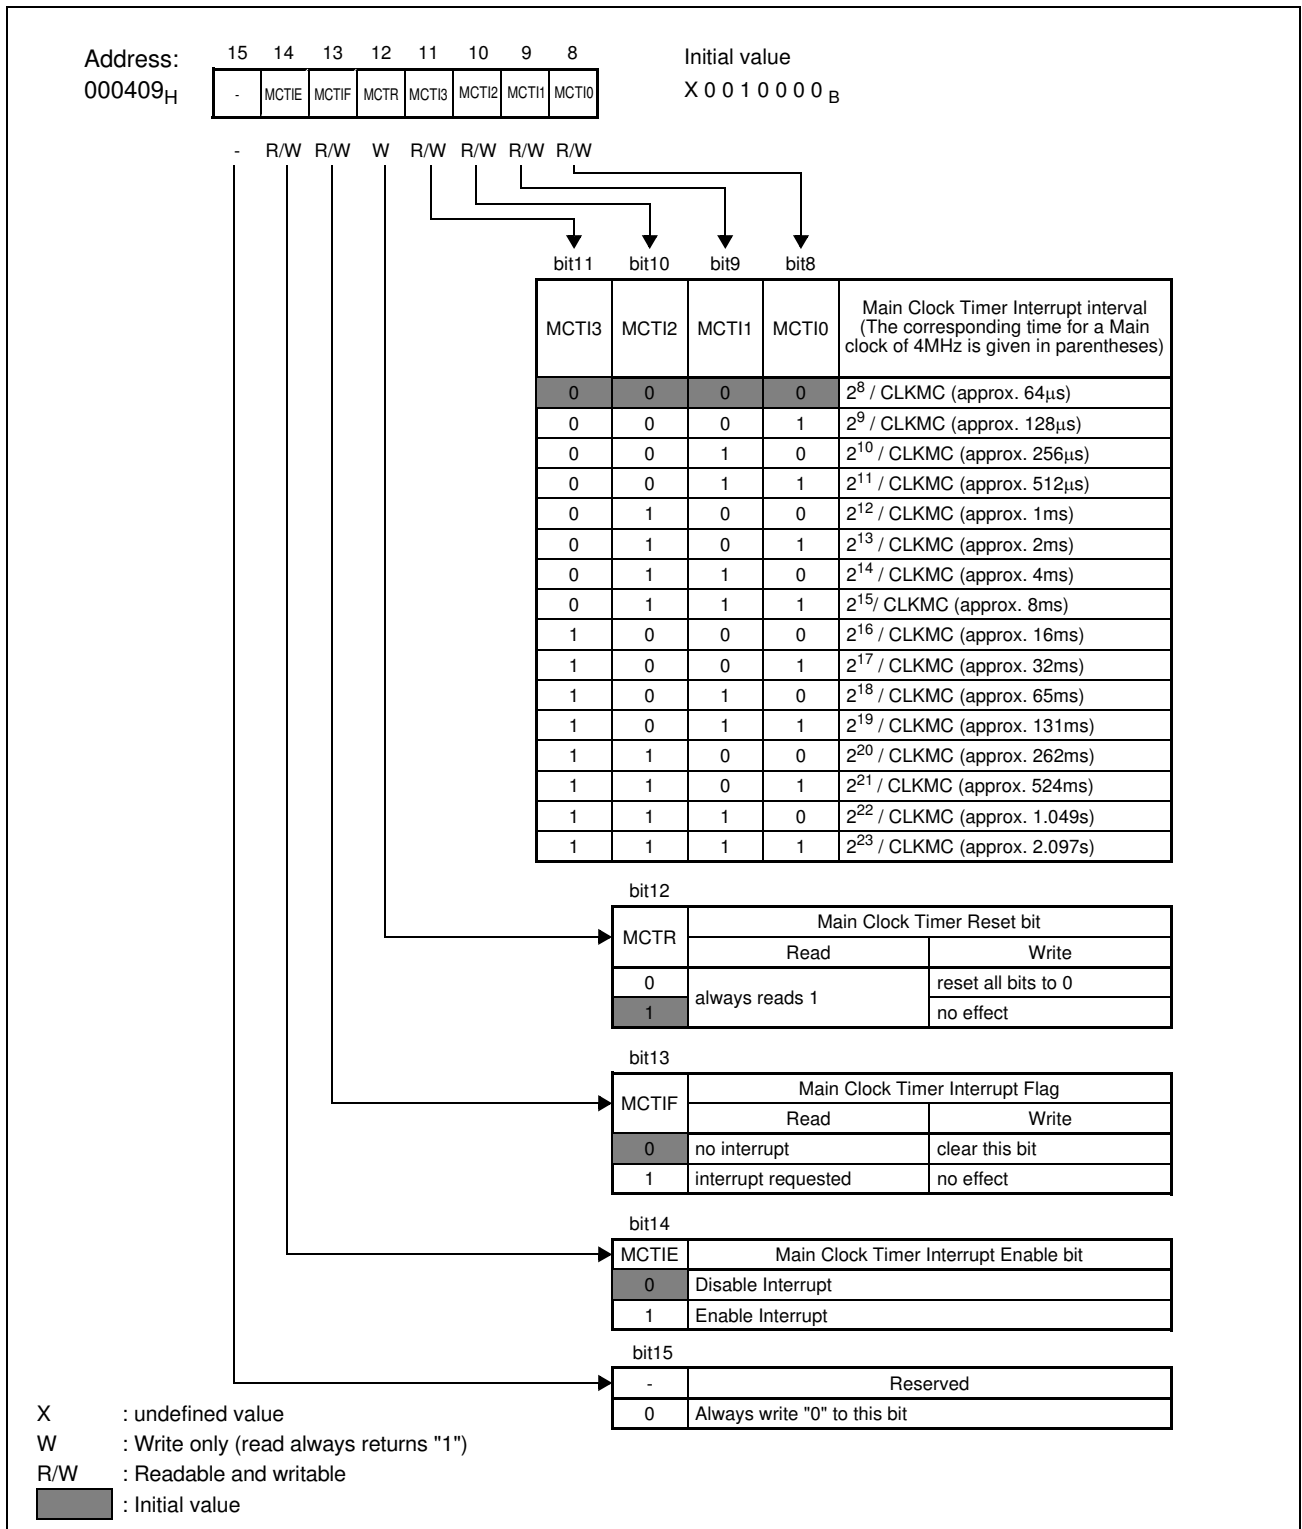 Address:
000409H
15 14 13 12 11 10 9 8
- MCTIE MCTIF MCTR MCTI3 MCTI2 MCTI1 MCTI0
Initial value
X 0 0 1 0 0 0 0 B
- R/W R/W W R/W R/W R/W R/W
bit11 bit10 bit9 bit8
MCTI3 MCTI2 MCTI1 MCTI0
Main Clock Timer Interrupt interval
(The corresponding time for a Main
clock of 4MHz is given in parentheses)
0 0 0 0 2^8 / CLKMC (approx. 64µs)
0 0 0 1 2^9 / CLKMC (approx. 128µs)
0 0 1 0 2^10 / CLKMC (approx. 256µs)
0 0 1 1 2^11 / CLKMC (approx. 512µs)
0 1 0 0 2^12 / CLKMC (approx. 1ms)
0 1 0 1 2^13 / CLKMC (approx. 2ms)
0 1 1 0 2^14 / CLKMC (approx. 4ms)
0 1 1 1 2^15/ CLKMC (approx. 8ms)
1 0 0 0 2^16 / CLKMC (approx. 16ms)
1 0 0 1 2^17 / CLKMC (approx. 32ms)
1 0 1 0 2^18 / CLKMC (approx. 65ms)
1 0 1 1 2^19 / CLKMC (approx. 131ms)
1 1 0 0 2^20 / CLKMC (approx. 262ms)
1 1 0 1 2^21 / CLKMC (approx. 524ms)
1 1 1 0 2^22 / CLKMC (approx. 1.049s)
1 1 1 1 2^23 / CLKMC (approx. 2.097s)
bit12
MCTR Main Clock Timer Reset bit
Read Write
0 always reads 1 reset all bits to 0
1 no effect
bit13
MCTIF Main Clock Timer Interrupt Flag
Read Write
0 no interrupt clear this bit
1 interrupt requested no effect
bit14
MCTIE Main Clock Timer Interrupt Enable bit
0 Disable Interrupt
1 Enable Interrupt
bit15
- Reserved
0 Always write "0" to this bit
X : undefined value
W : Write only (read always returns "1")
R/W : Readable and writable
: Initial value